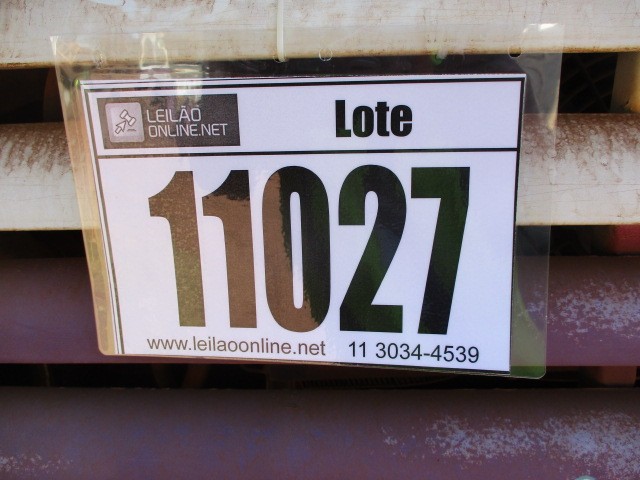 LEILÃO
ONLINE.NET
Lote
11027
www.leilaoonline.net 11 3034-4539